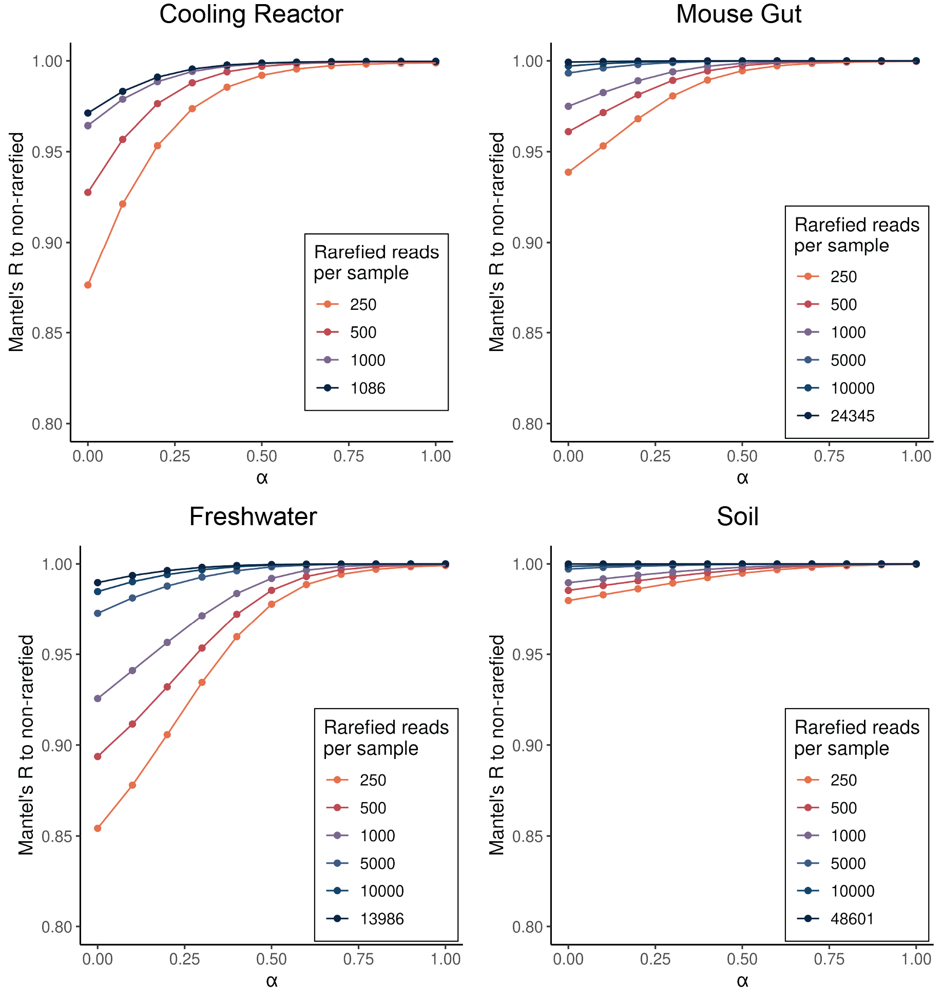 Cooling Reactor
Mantel's R to non-rarefied
1.00
0.95
0.90
0.85
0.80
0.00 0.25 0.50 0.75 1.00
α
Rarefied reads
per sample
250
500
1000
1086
Mouse Gut
Mantel's R to non-rarefied
1.00
0.95
0.90
0.85
0.80
0.00 0.25 0.50 0.75 1.00
α
Rarefied reads
per sample
250
500
1000
5000
10000
24345
Freshwater
Mantel's R to non-rarefied
1.00
0.95
0.90
0.85
0.80
0.00 0.25 0.50 0.75 1.00
α
Rarefied reads
per sample
250
500
1000
5000
10000
13986
Soil
Mantel's R to non-rarefied
1.00
0.95
0.90
0.85
0.80
0.00 0.25 0.50 0.75 1.00
α
Rarefied reads
per sample
250
500
1000
5000
10000
48601